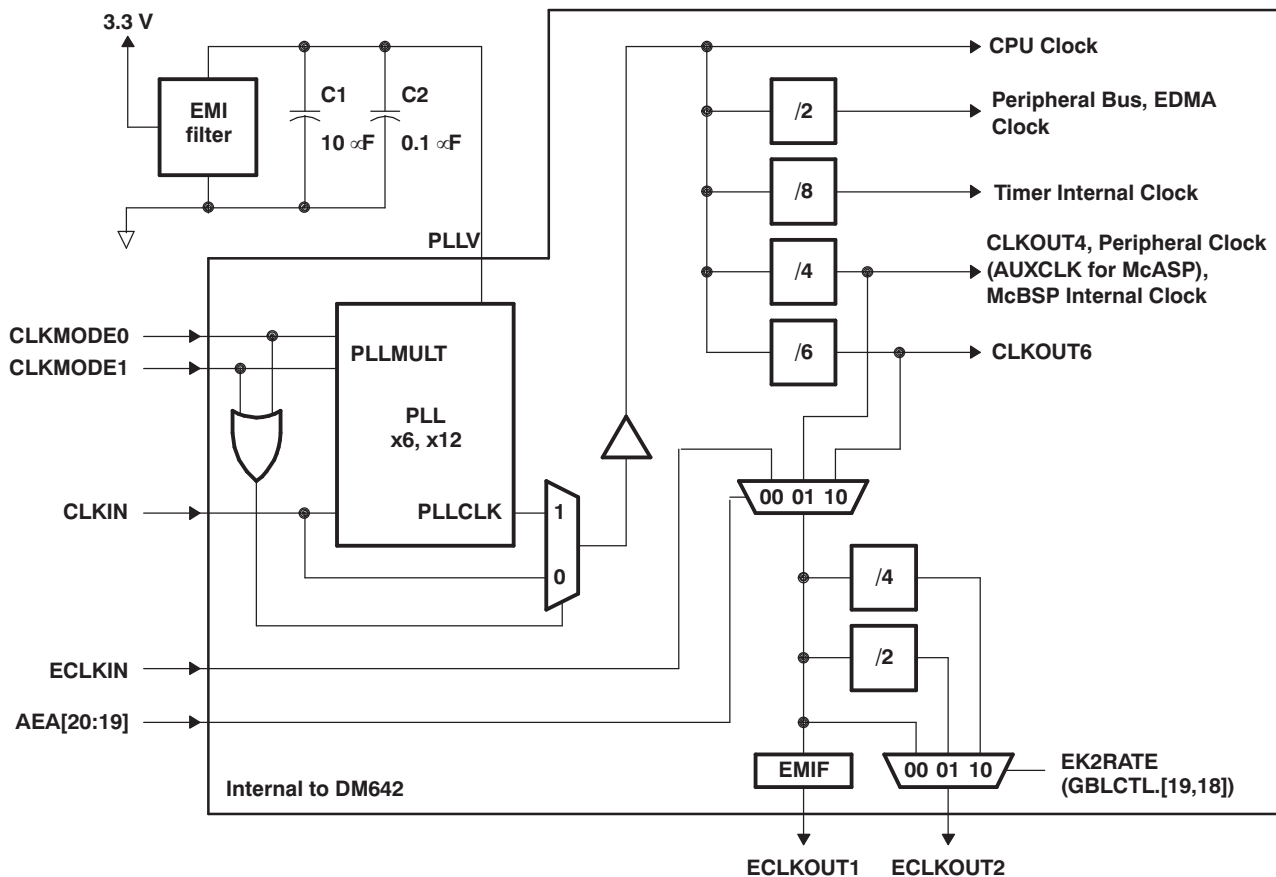 3.3 V
CPU Clock
EMI
filter
C1
10 ∝F
C2
0.1 ∝F
/2
Peripheral Bus, EDMA
Clock
/8
Timer Internal Clock
PLLV
/4
CLKOUT4, Peripheral Clock
(AUXCLK for McASP),
McBSP Internal Clock
CLKMODE0
CLKMODE1
PLLMULT
/6
CLKOUT6
PLL
x6, x12
00 01 10
CLKIN
PLLCLK
1
0
/4
/2
ECLKIN
AEA[20:19]
EMIF
00 01 10
EK2RATE
(GBLCTL.[19,18])
Internal to DM642
ECLKOUT1
ECLKOUT2